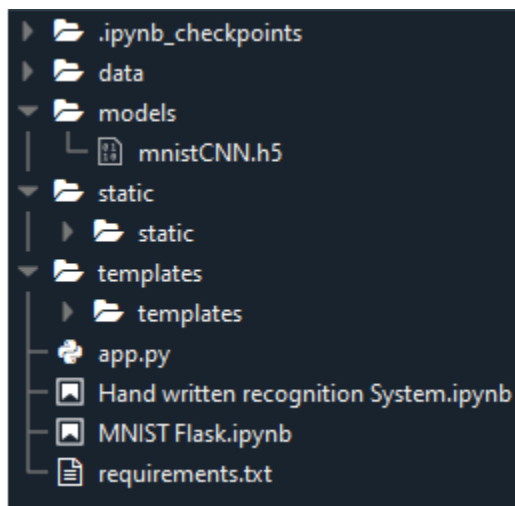 .ipynb_checkpoints
data
models
mnistCNN.h5
static
static
templates
templates
app.py
Hand written recognition System.ipynb
MNIST Flask.ipynb
requirements.txt